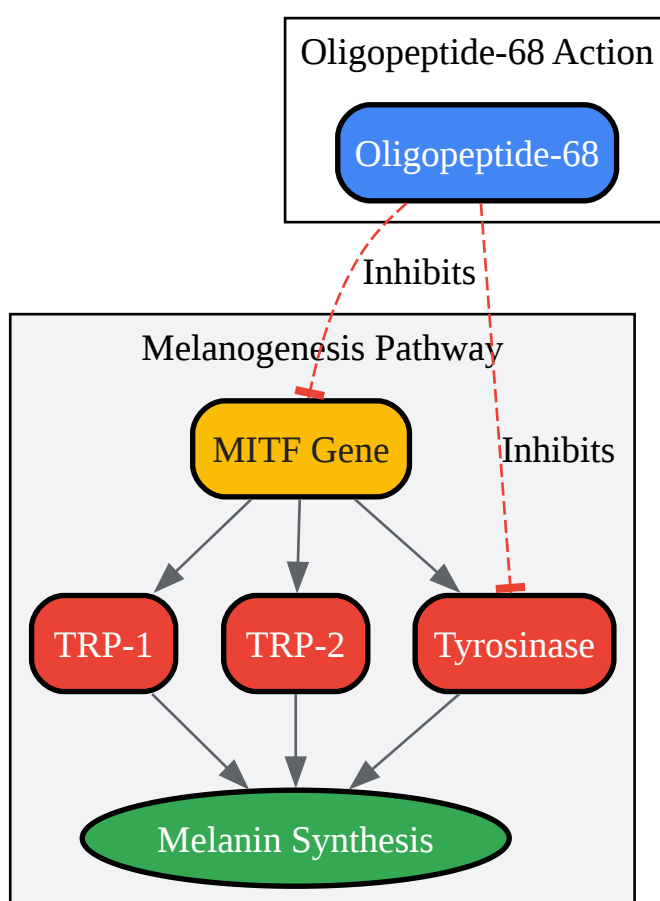 Oligopeptide-68 Action
Oligopeptide-68
Inhibits
Melanogenesis Pathway
MITF Gene
Inhibits
TRP-1
TRP-2
Tyrosinase
Melanin Synthesis